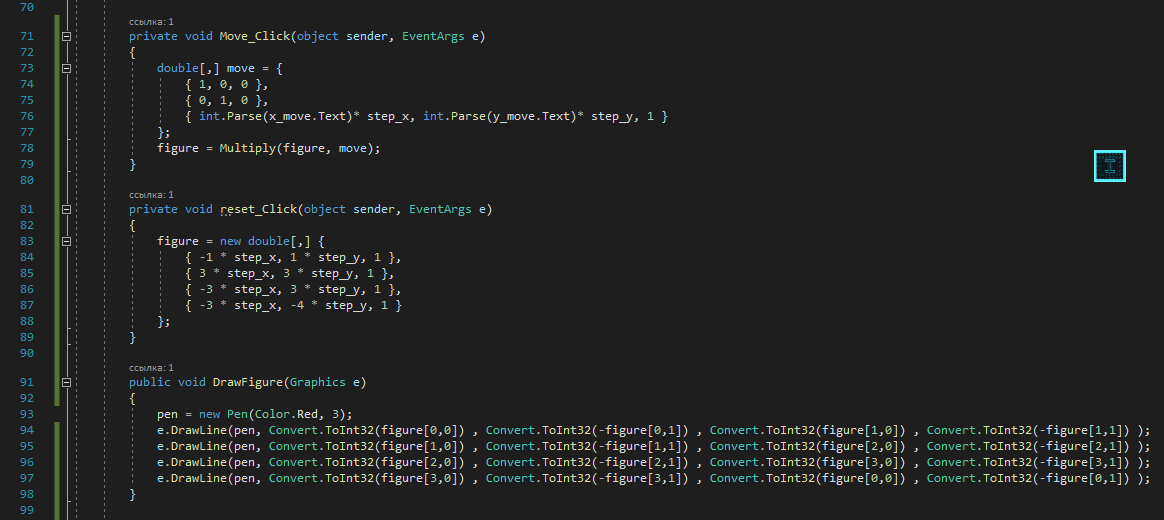 70
ссылка: 1
71 private void Move_Click(object sender, EventArgs e)
72 {
73 double[,] move = {
74 { 1, 0, 0 },
75 { 0, 1, 0 },
76 { int.Parse(x_move.Text)* step_x, int.Parse(y_move.Text)* step_y, 1 }
77 };
78 figure = Multiply(figure, move);
79 }
80
ссылка: 1
81 private void reset_Click(object sender, EventArgs e)
82 {
83 figure = new double[,] {
84 { -1 * step_x, 1 * step_y, 1 },
85 { 3 * step_x, 3 * step_y, 1 },
86 { -3 * step_x, 3 * step_y, 1 },
87 { -3 * step_x, -4 * step_y, 1 }
88 };
89 }
90
ссылка: 1
91 public void DrawFigure(Graphics e)
92 {
93 pen = new Pen(Color.Red, 3);
94 e.DrawLine(pen, Convert.ToInt32(figure[0,0]) , Convert.ToInt32(-figure[0,1]) , Convert.ToInt32(figure[1,0]) , Convert.ToInt32(-figure[1,1]) );
95 e.DrawLine(pen, Convert.ToInt32(figure[1,0]) , Convert.ToInt32(-figure[1,1]) , Convert.ToInt32(figure[2,0]) , Convert.ToInt32(-figure[2,1]) );
96 e.DrawLine(pen, Convert.ToInt32(figure[2,0]) , Convert.ToInt32(-figure[2,1]) , Convert.ToInt32(figure[3,0]) , Convert.ToInt32(-figure[3,1]) );
97 e.DrawLine(pen, Convert.ToInt32(figure[3,0]) , Convert.ToInt32(-figure[3,1]) , Convert.ToInt32(figure[0,0]) , Convert.ToInt32(-figure[0,1]) );
98 }
99